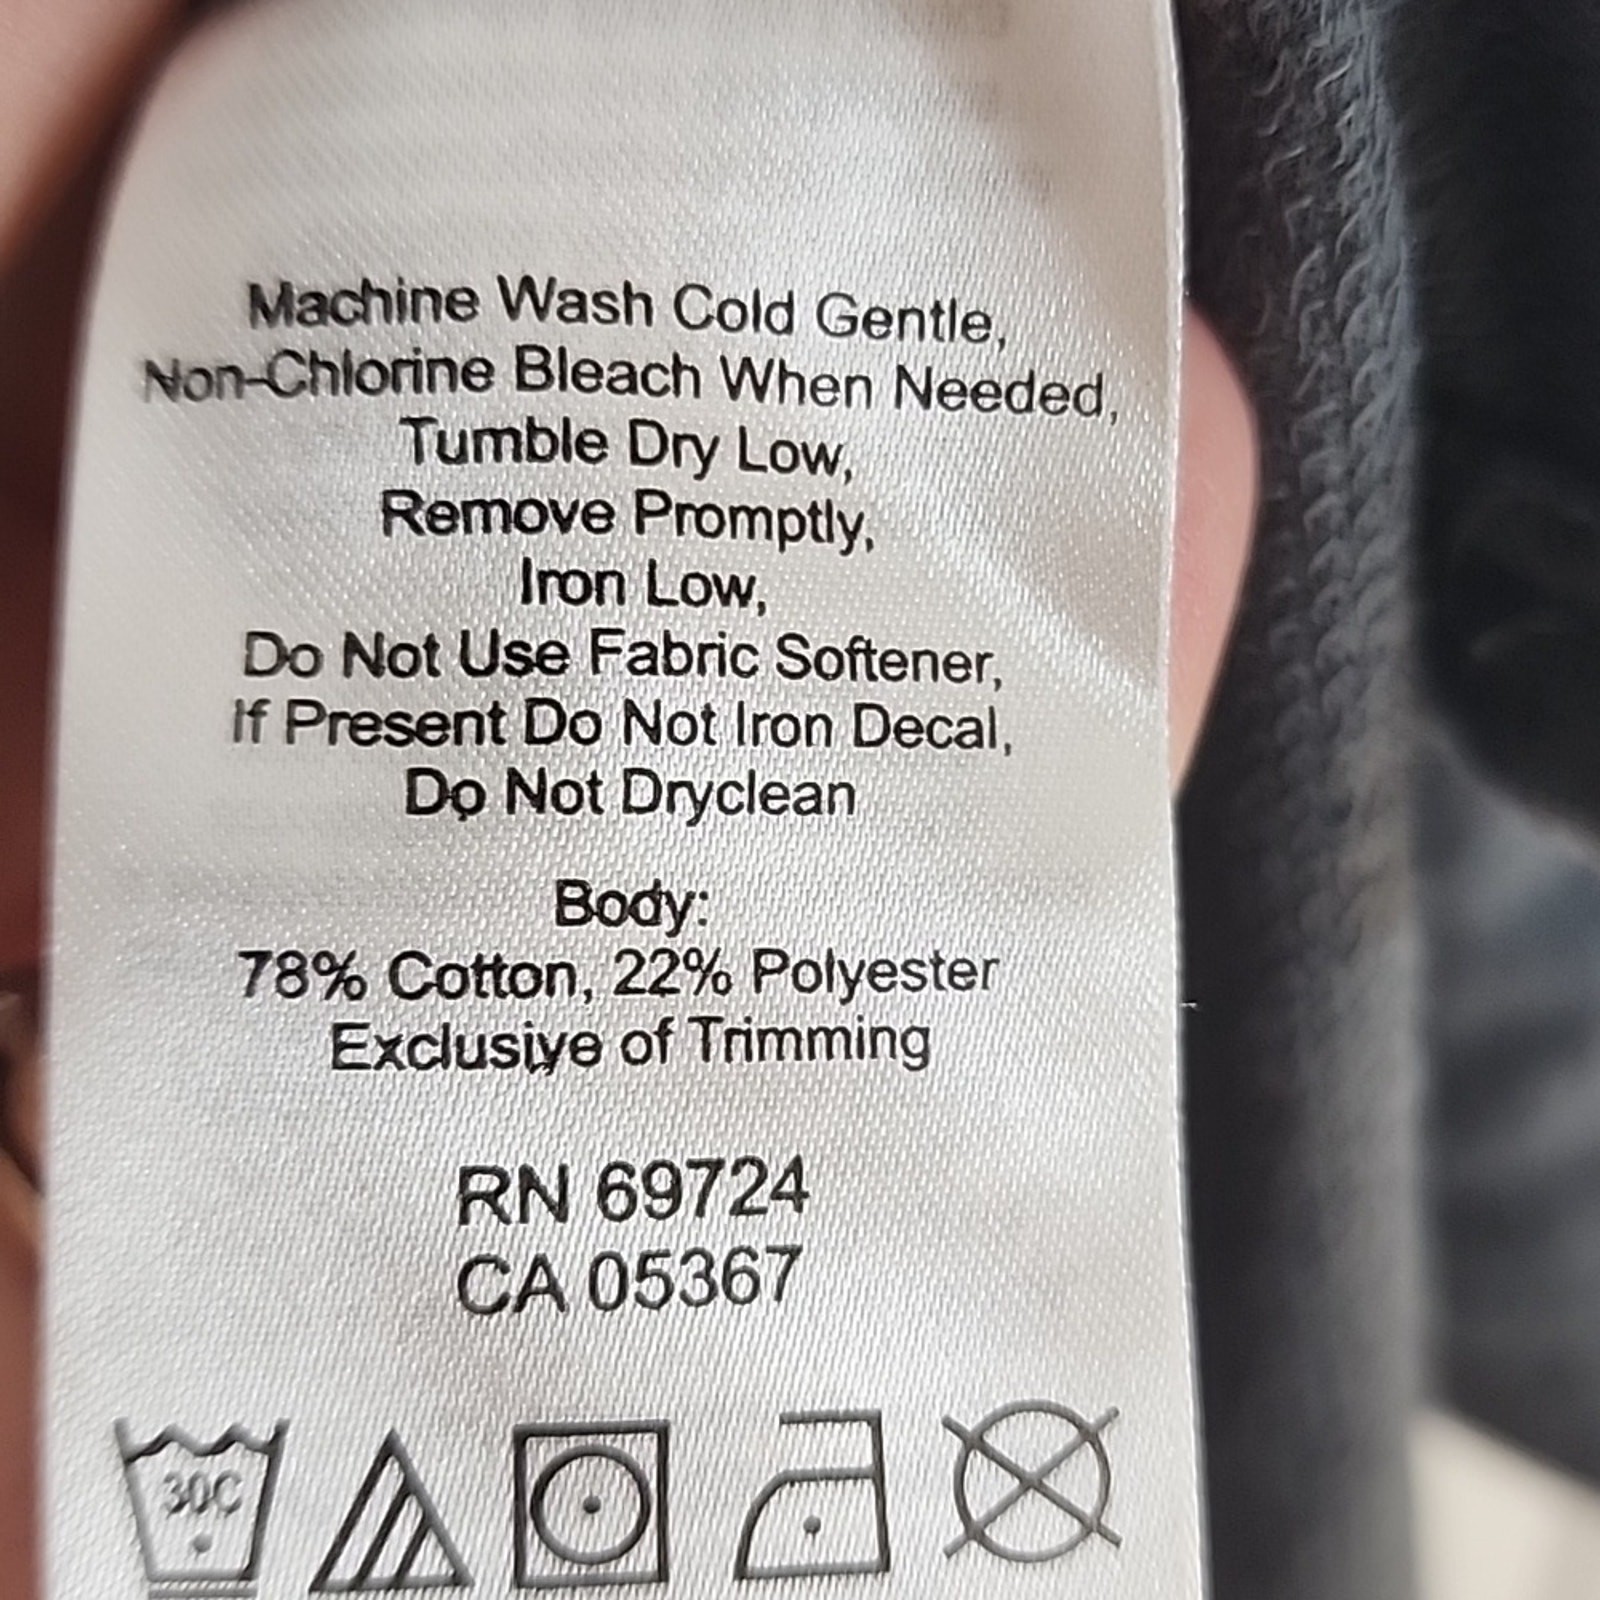 Machine Wash Cold Gentle,
Non-Chlorine Bleach When Needed,
Tumble Dry Low,
Remove Promptly,
Iron Low,
Do Not Use Fabric Softener,
If Present Do Not Iron Decal,
Do Not Dryclean
Body:
78% Cotton, 22% Polyester
Exclusive of Trimming
RN 69724
CA 05367
30C